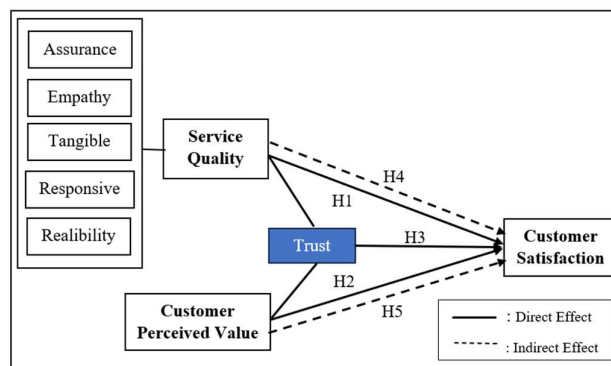 Assurance
Empathy
Tangible
Responsive
Realibility
Service
Quality
H4
H1
Trust
H3
Customer
Satisfaction
H2
H5
Customer
Perceived Value
: Direct Effect
: Indirect Effect